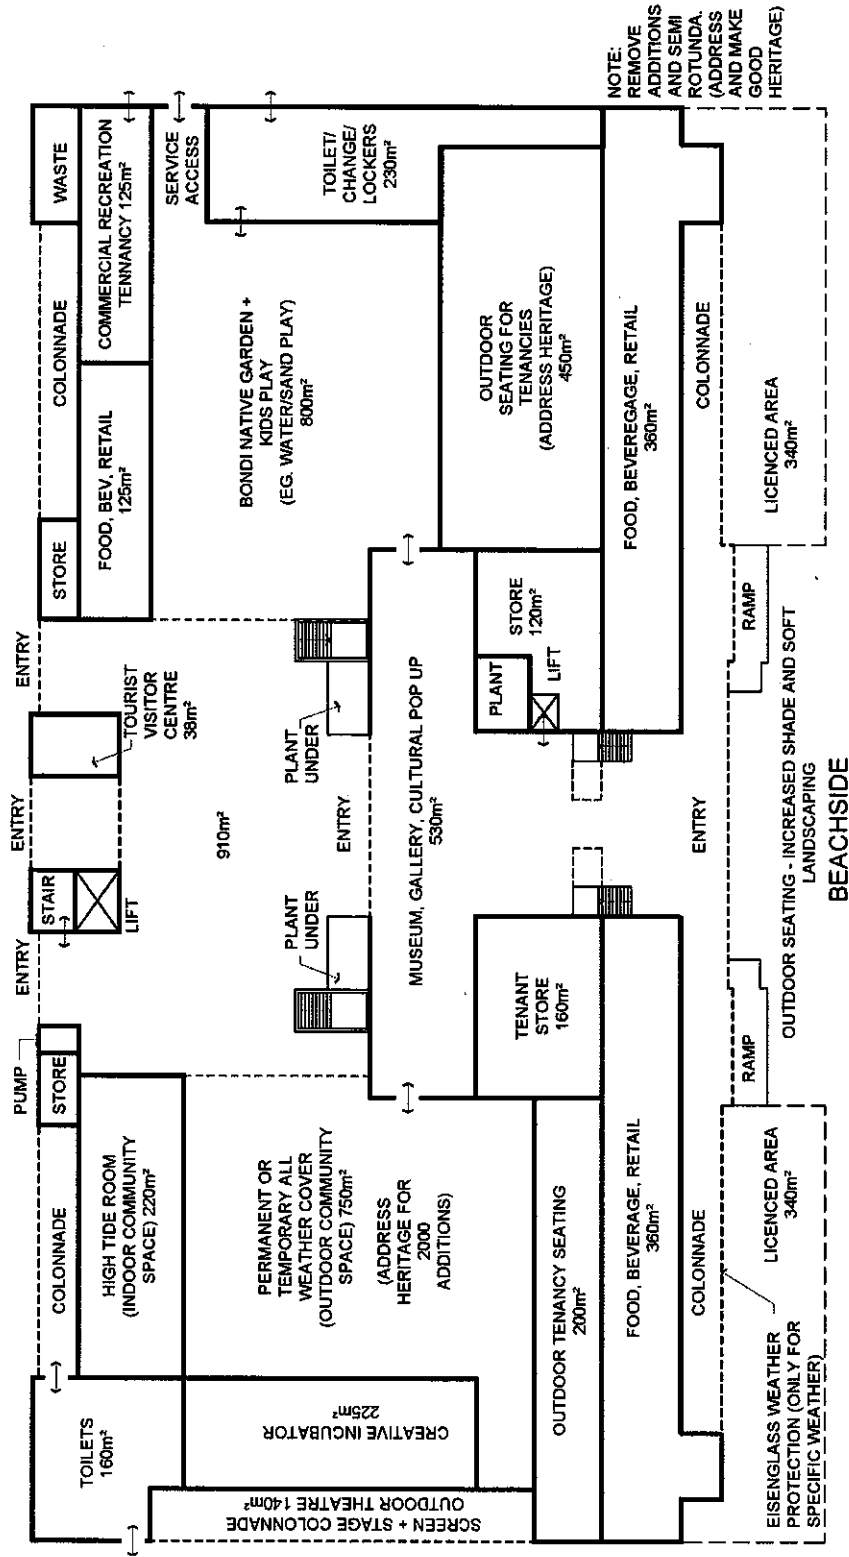 PUMP
ENTRY
ENTRY
ENTRY
COLONNADE
STORE
STAIR
LIFT
TOURIST
VISITOR
CENTRE
38m²
STORE
COLONNADE
WASTE
TOILETS
160m²
HIGH TIDE ROOM
(INDOOR COMMUNITY
SPACE) 220m²
FOOD, BEV, RETAIL
125m²
COMMERCIAL RECREATION
TENNANCY 125m²
SERVICE
ACCESS
910m²
PERMANENT OR
TEMPORARY ALL
WEATHER COVER
(OUTDOOR COMMUNITY
SPACE) 750m²
(ADDRESS
HERITAGE FOR
2000
ADDITIONS)
PLANT
UNDER
ENTRY
PLANT
UNDER
BONDI NATIVE GARDEN +
KIDS PLAY
(EG. WATER/SAND PLAY)
800m²
TOILET/
CHANGE/
LOCKERS
230m²
SCREEN + STAGE COLONNADE
OUTDOOR THEATRE 140m²
CREATIVE INCUBATOR
225m²
MUSEUM, GALLERY, CULTURAL POP UP
530m²
TENANT
STORE
160m²
PLANT
LIFT
STORE
120m²
OUTDOOR
SEATING FOR
TENANCIES
(ADDRESS HERITAGE)
450m²
OUTDOOR TENANCY SEATING
200m²
FOOD, BEVERAGE, RETAIL
360m²
FOOD, BEVEREGAGE, RETAIL
360m²
NOTE:
REMOVE
ADDITIONS
AND SEMI
ROTUNDA.
(ADDRESS
AND MAKE
GOOD
HERITAGE)
COLONNADE
ENTRY
COLONNADE
EISENGLASS WEATHER
PROTECTION (ONLY FOR
SPECIFIC WEATHER)
LICENCED AREA
340m²
RAMP
RAMP
LICENCED AREA
340m²
OUTDOOR SEATING - INCREASED SHADE AND SOFT
LANDSCAPING
BEACHSIDE